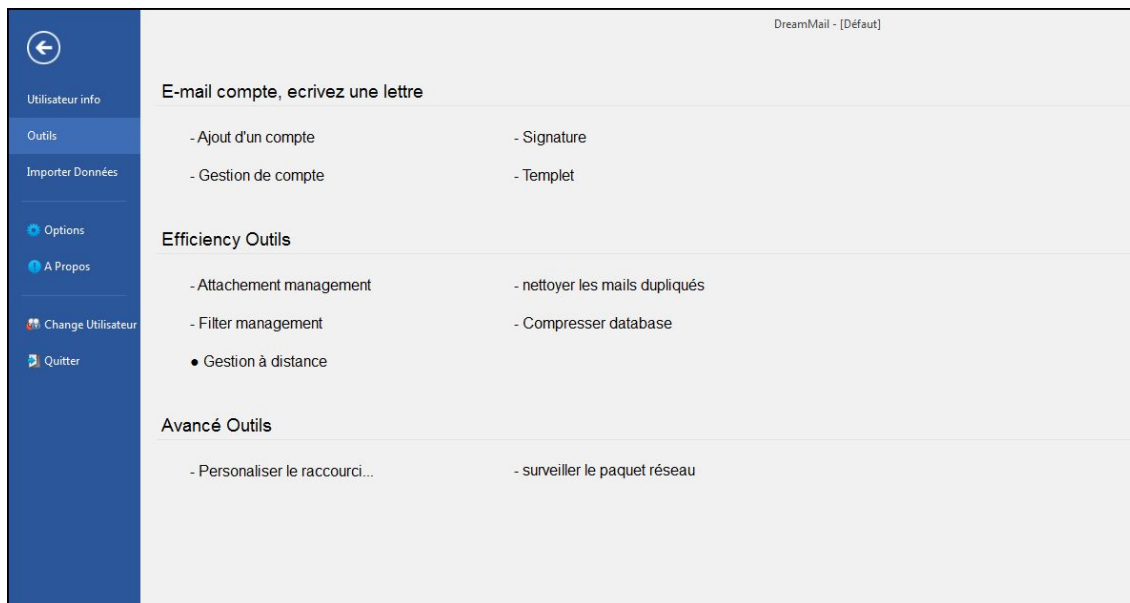 DreamMail - [Défaut]
Utilisateur info
Outils
Importer Données
Options
A Propos
Change Utilisateur
Quitter
E-mail compte, ecrivez une lettre
- Ajout d'un compte
- Signature
- Gestion de compte
- Templet
Efficiency Outils
- Attachement management
- nettoyer les mails dupliqués
- Filter management
- Compresser database
● Gestion à distance
Avancé Outils
- Personaliser le raccourci...
- surveiller le paquet réseau